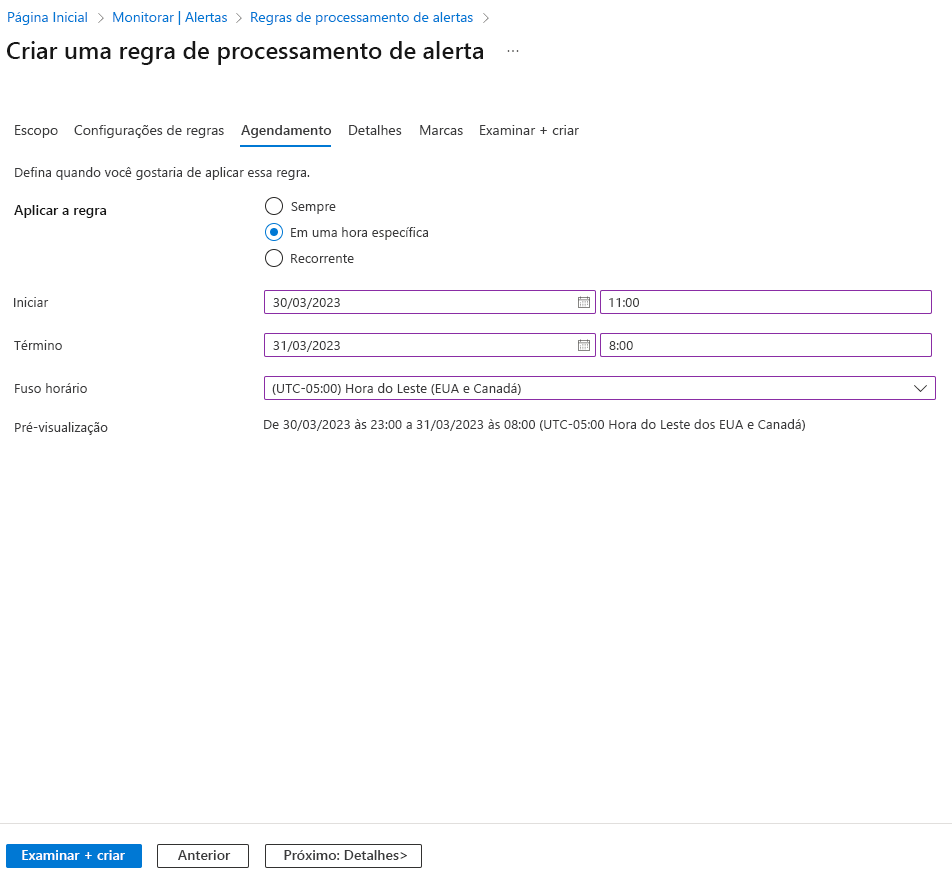 Página Inicial > Monitorar | Alertas > Regras de processamento de alertas >
Criar uma regra de processamento de alerta ...
Escopo Configurações de regras Agendamento Detalhes Marcas Examinar + criar
Defina quando você gostaria de aplicar essa regra.
Aplicar a regra
Sempre
Em uma hora específica
Recorrente
Iniciar 30/03/2023 11:00
Término 31/03/2023 8:00
Fuso horário (UTC-05:00) Hora do Leste (EUA e Canadá)
Pré-visualização De 30/03/2023 às 23:00 a 31/03/2023 às 08:00 (UTC-05:00 Hora do Leste dos EUA e Canadá)
Examinar + criar Anterior Próximo: Detalhes>